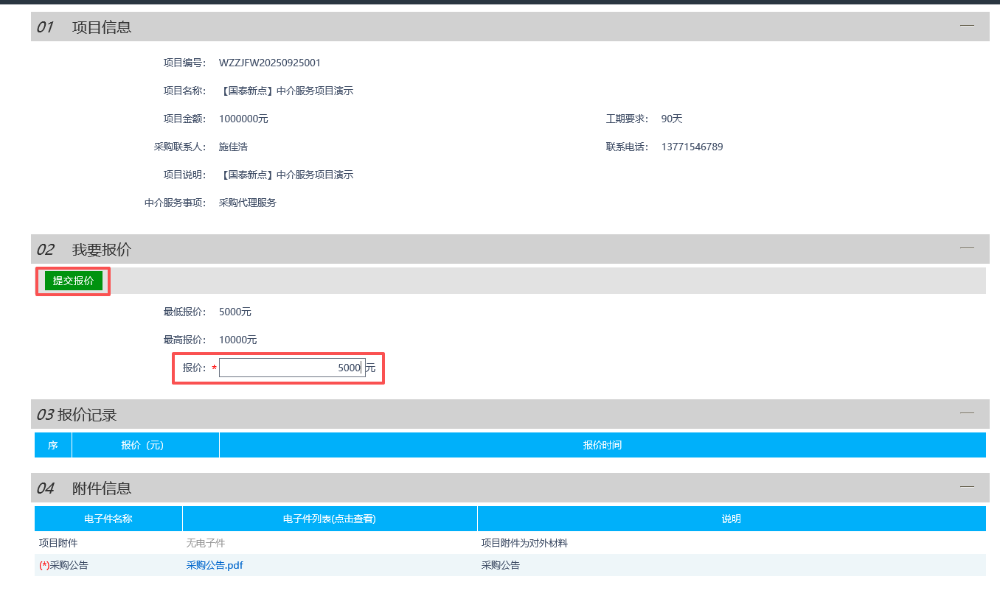 01 项目信息
项目编号： WZZJFW20250925001
项目名称： 【国泰新点】中介服务项目演示
项目金额： 1000000元 工期要求： 90天
采购联系人： 施佳浩 联系电话： 13771546789
项目说明： 【国泰新点】中介服务项目演示
中介服务事项： 采购代理服务
02 我要报价
提交报价
最低报价： 5000元
最高报价： 10000元
报价：* 5000 元
03 报价记录
序 报价（元） 报价时间
04 附件信息
电子件名称 电子件列表(点击查看) 说明
项目附件 无电子件 项目附件为对外材料
(*)采购公告 采购公告.pdf 采购公告